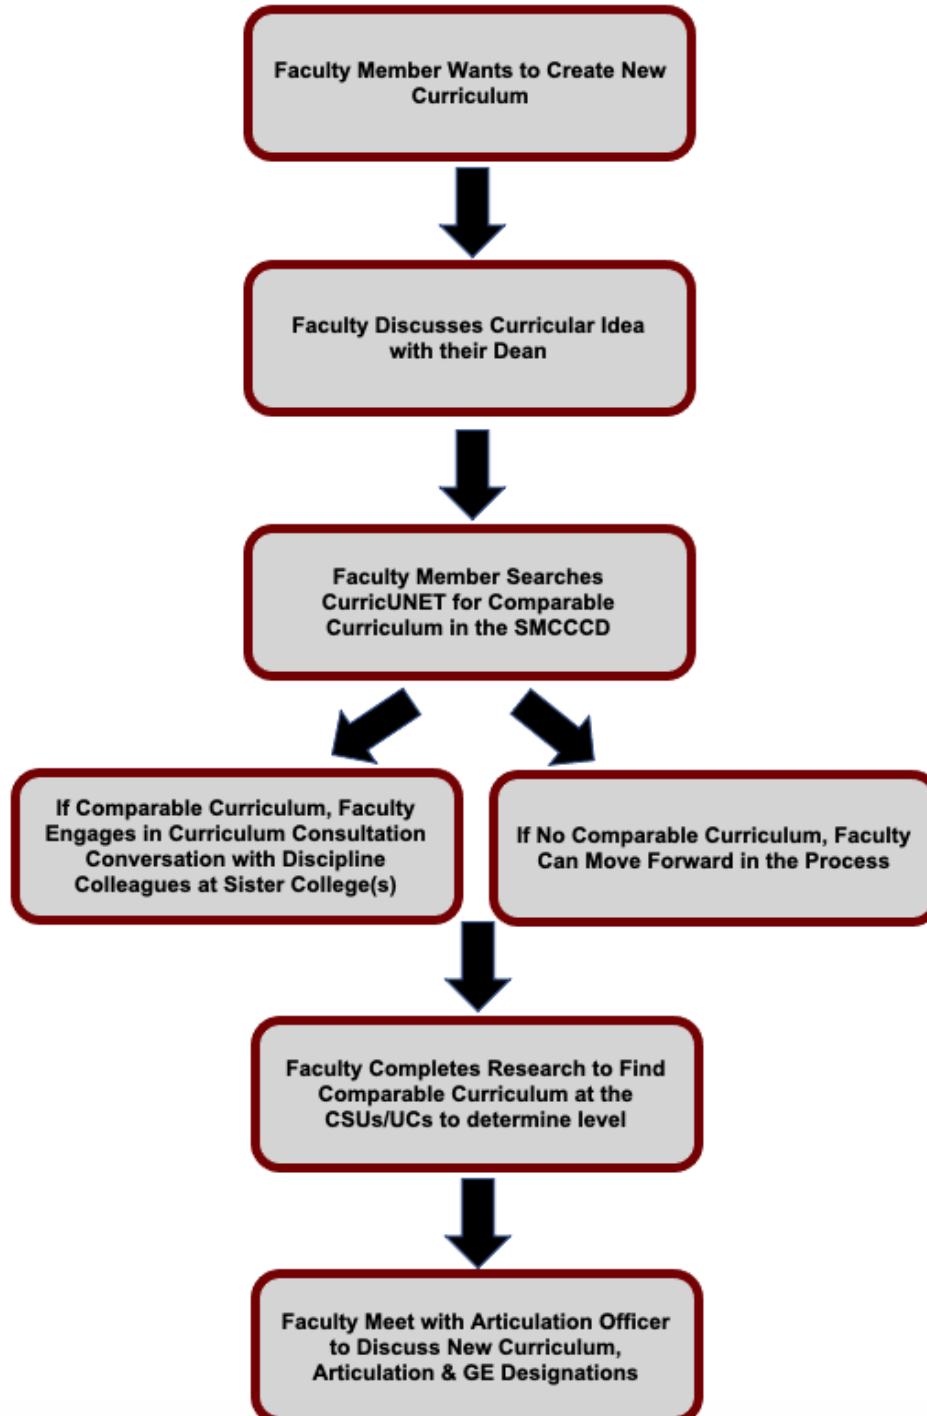 Faculty Member Wants to Create New
Curriculum
Faculty Discusses Curricular Idea
with their Dean
Faculty Member Searches
CurricUNET for Comparable
Curriculum in the SMCCCD
If Comparable Curriculum, Faculty
Engages in Curriculum Consultation
Conversation with Discipline
Colleagues at Sister College(s)
If No Comparable Curriculum, Faculty
Can Move Forward in the Process
Faculty Completes Research to Find
Comparable Curriculum at the
CSUs/UCs to determine level
Faculty Meet with Articulation Officer
to Discuss New Curriculum,
Articulation & GE Designations